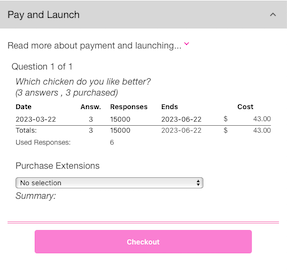 Pay and Launch
Read more about payment and launching...
Question 1 of 1
Which chicken do you like better?
(3 answers , 3 purchased)
Date Answ. Responses Ends Cost
2023-03-22 3 15000 2023-06-22 $ 43.00
Totals: 3 15000 2023-06-22 $ 43.00
Used Responses: 6
Purchase Extensions
No selection
Summary:
Checkout